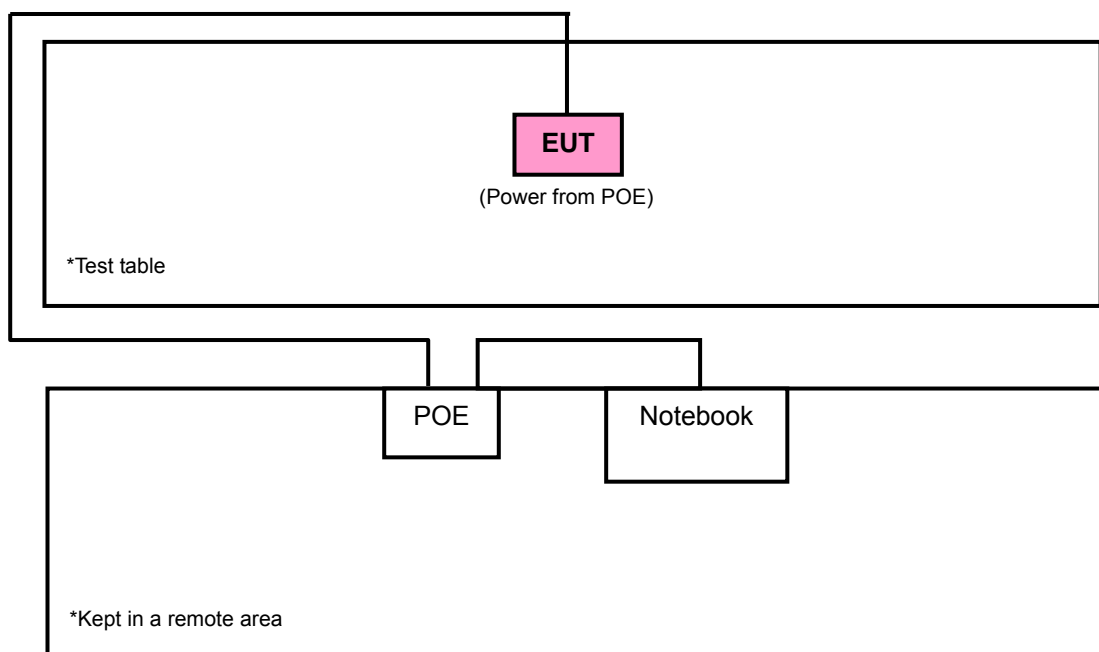 EUT
(Power from POE)
*Test table
POE
Notebook
*Kept in a remote area